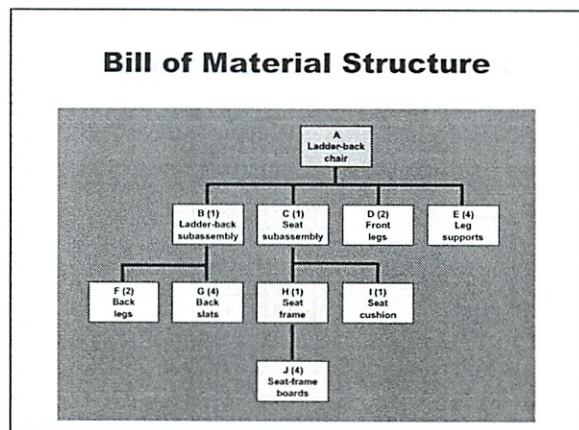 Bill of Material Structure
A
Ladder-back
chair
B (1)
Ladder-back
subassembly
C (1)
Seat
subassembly
D (2)
Front
legs
E (4)
Leg
supports
F (2)
Back
legs
G (4)
Back
slats
H (1)
Seat
frame
I (1)
Seat
cushion
J (4)
Seat-frame
boards